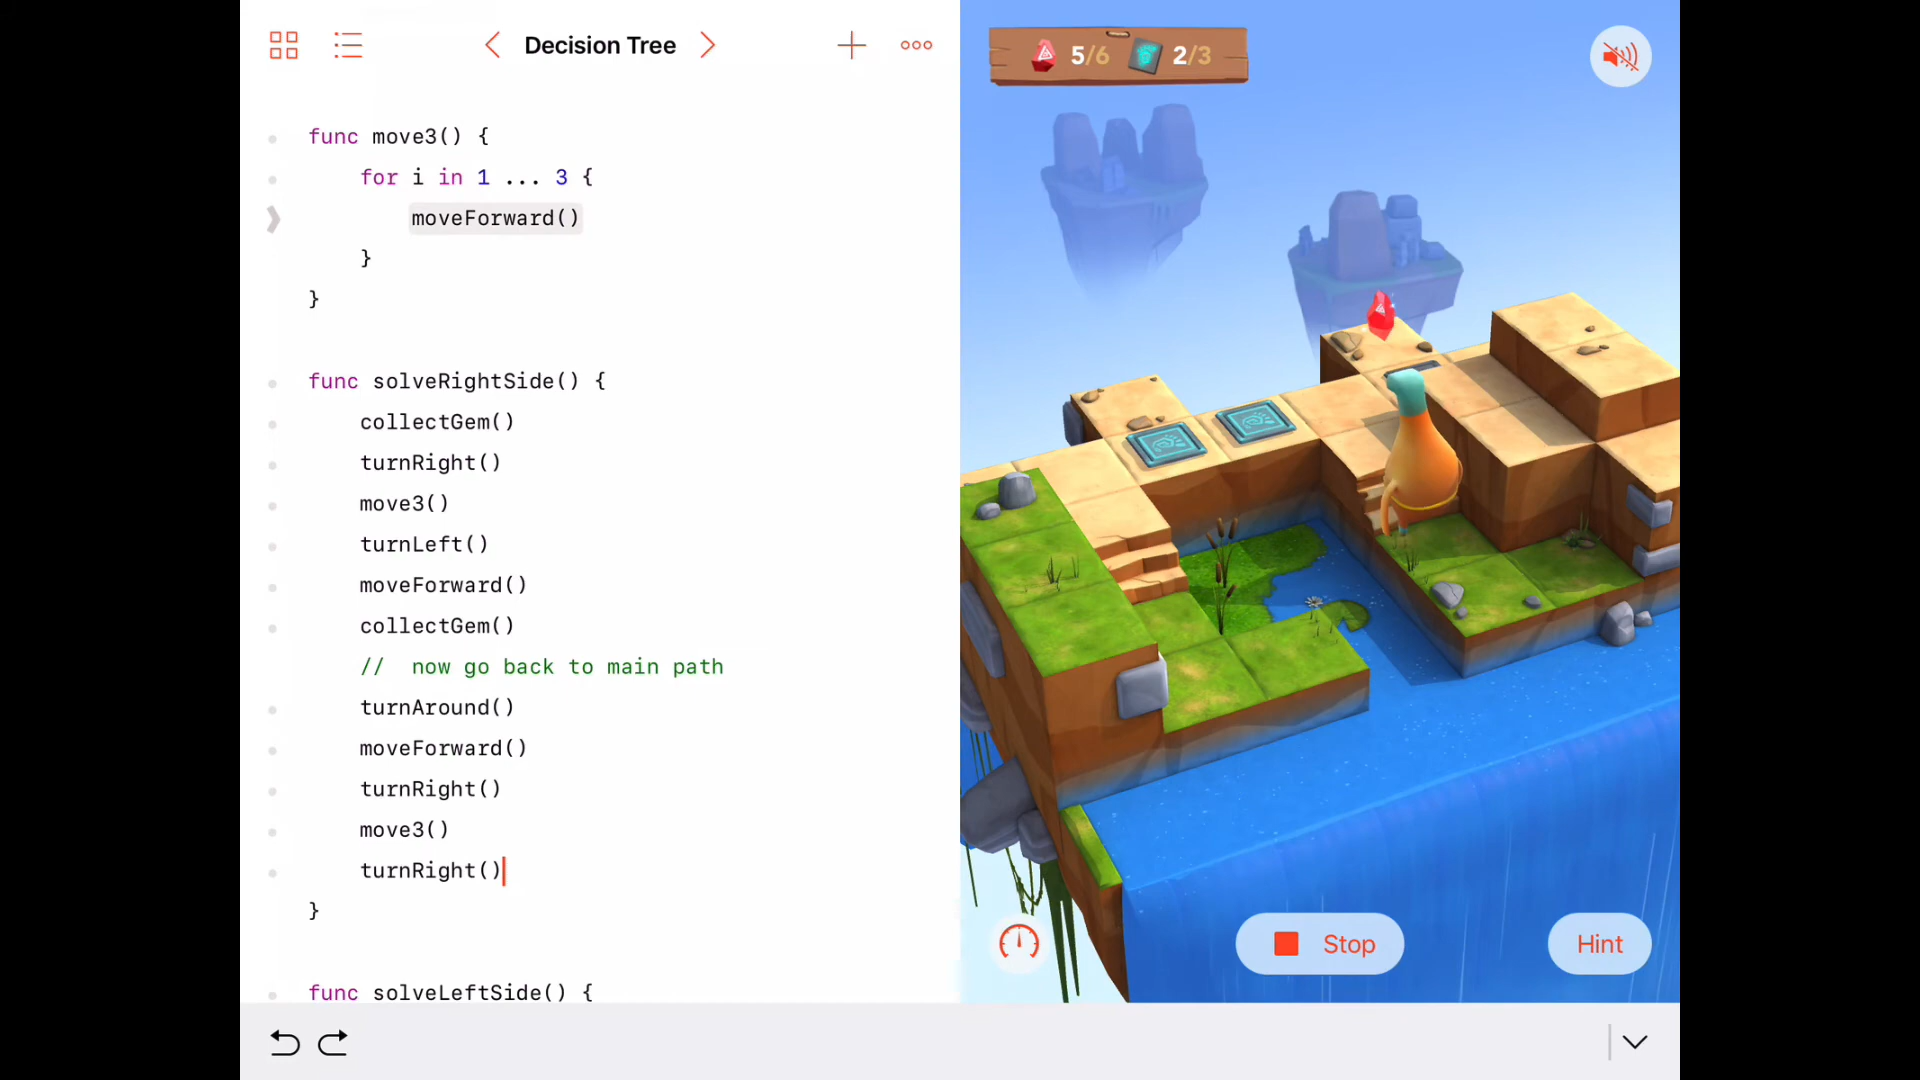 Decision Tree
func move3() {
for i in 1 ... 3 {
moveForward()
}
}
func solveRightSide() {
collectGem()
turnRight()
move3()
turnLeft()
moveForward()
collectGem()
// now go back to main path
turnAround()
moveForward()
turnRight()
move3()
turnRight()
}
func solveLeftSide() {
5/6 2/3
Stop
Hint